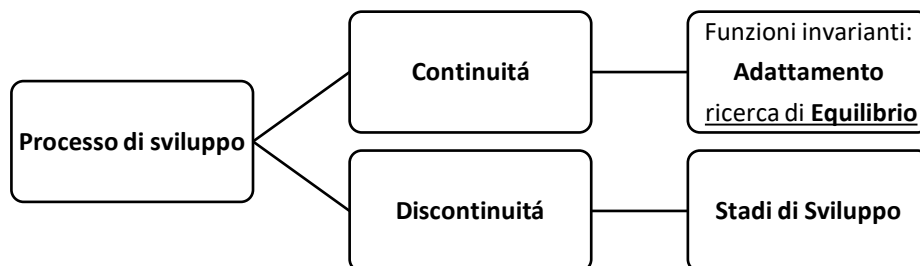 Processo di sviluppo
Continuitá
Funzioni invarianti:
Adattamento
ricerca di Equilibrio
Discontinuitá
Stadi di Sviluppo